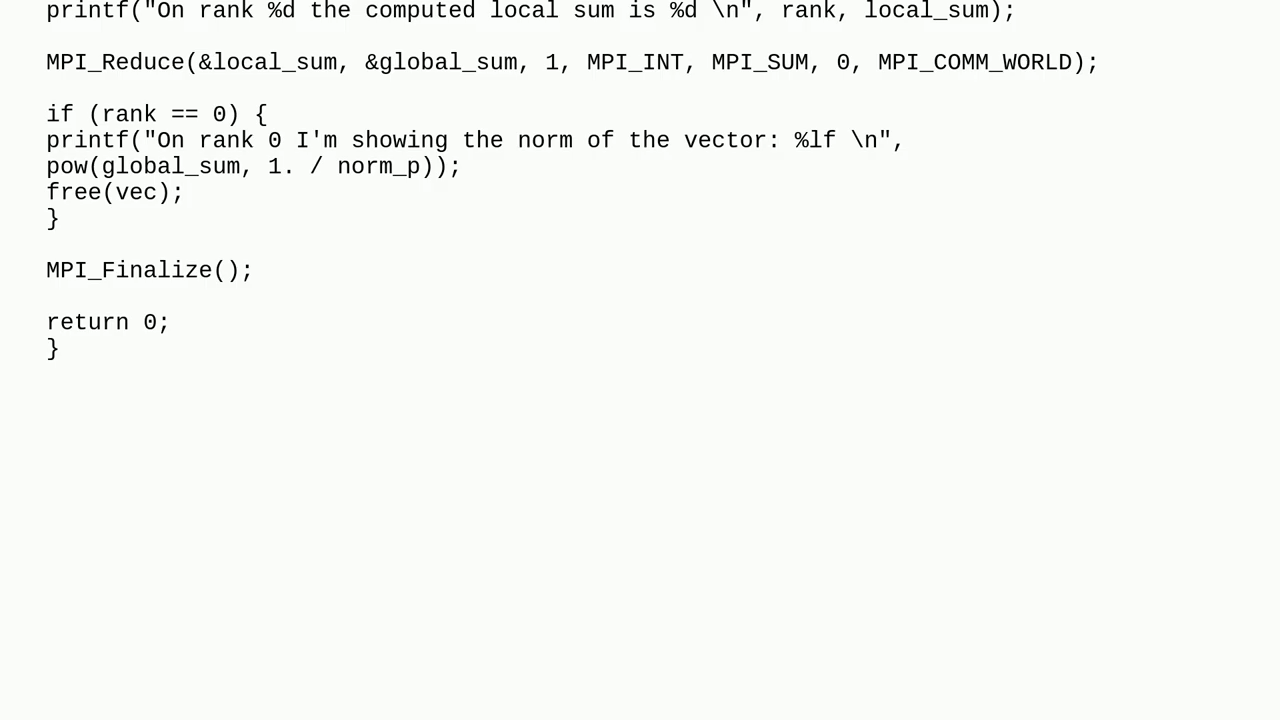 printf("On rank %d the computed local sum is %d \n", rank, local_sum);
MPI_Reduce(&local_sum, &global_sum, 1, MPI_INT, MPI_SUM, 0, MPI_COMM_WORLD);
if (rank == 0) {
printf("On rank 0 I'm showing the norm of the vector: %lf \n",
pow(global_sum, 1. / norm_p));
free(vec);
}
MPI_Finalize();
return 0;
}